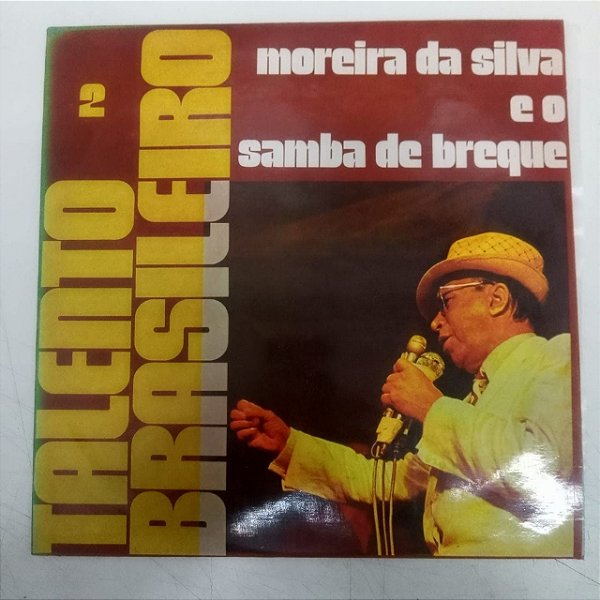 moreira da silva
e o
samba de breque
2
TALENTO
BRASILEIRO